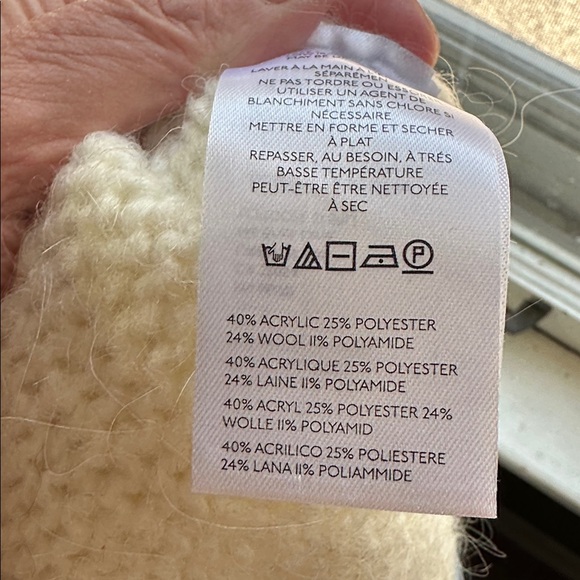 LAVER À LA MAIN
SÉPARÉMEN
NE PAS TORDRE OU ESSOR
UTILISER UN AGENT DE
BLANCHIMENT SANS CHLORE SI
NÉCESSAIRE
METTRE EN FORME ET SECHER
À PLAT
REPASSER, AU BESOIN, À TRÉS
BASSE TEMPÉRATURE
PEUT-ÊTRE ÊTRE NETTOYÉE
À SEC
P
40% ACRYLIC 25% POLYESTER
24% WOOL 11% POLYAMIDE
40% ACRYLIQUE 25% POLYESTER
24% LAINE 11% POLYAMIDE
40% ACRYL 25% POLYESTER 24%
WOLLE 11% POLYAMID
40% ACRILICO 25% POLIESTERE
24% LANA 11% POLIAMMIDE